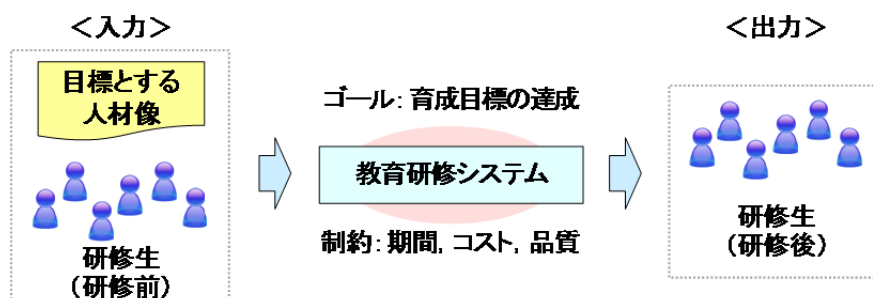 ＜入力＞
目標とする
人材像
研修生
（研修前）
ゴール：育成目標の達成
教育研修システム
制約：期間，コスト，品質
＜出力＞
研修生
（研修後）